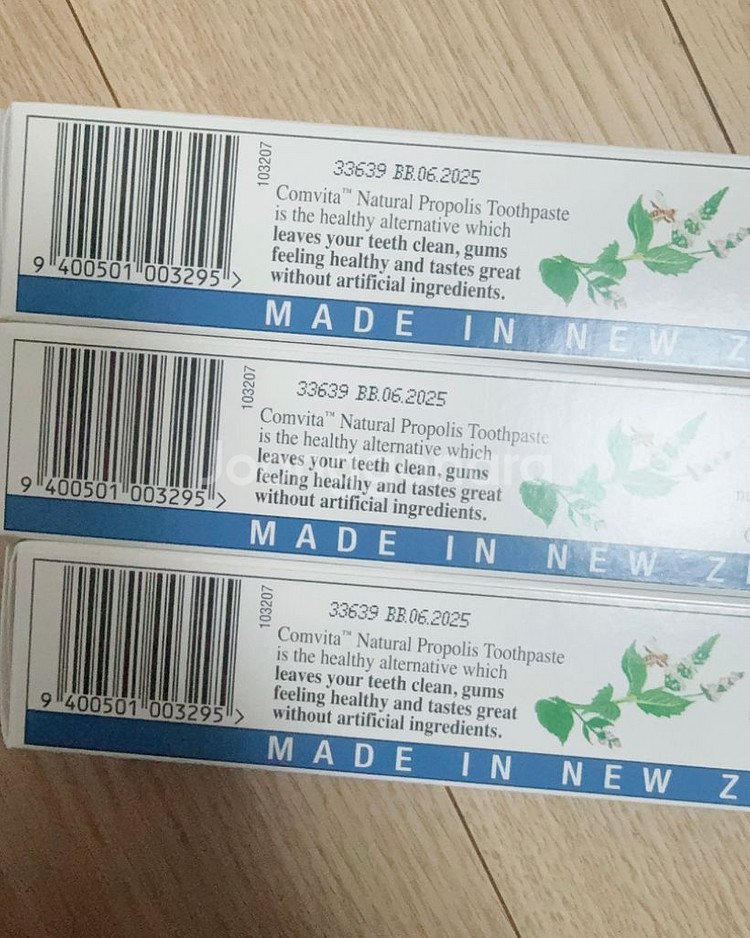 103207
33639 BB.06.2025
Comvita™ Natural Propolis Toothpaste
is the healthy alternative which
leaves your teeth clean, gums
feeling healthy and tastes great
without artificial ingredients.
9 400501 003295 >
MADE IN NEW Z
103207
33639 BB.06.2025
Comvita™ Natural Propolis Toothpaste
is the healthy alternative which
leaves your teeth clean, gums
feeling healthy and tastes great
without artificial ingredients.
9 400501 003295 >
MADE IN NEW Z
103207
33639 BB.06.2025
Comvita™ Natural Propolis Toothpaste
is the healthy alternative which
leaves your teeth clean, gums
feeling healthy and tastes great
without artificial ingredients.
9 400501 003295 >
MADE IN NEW Z